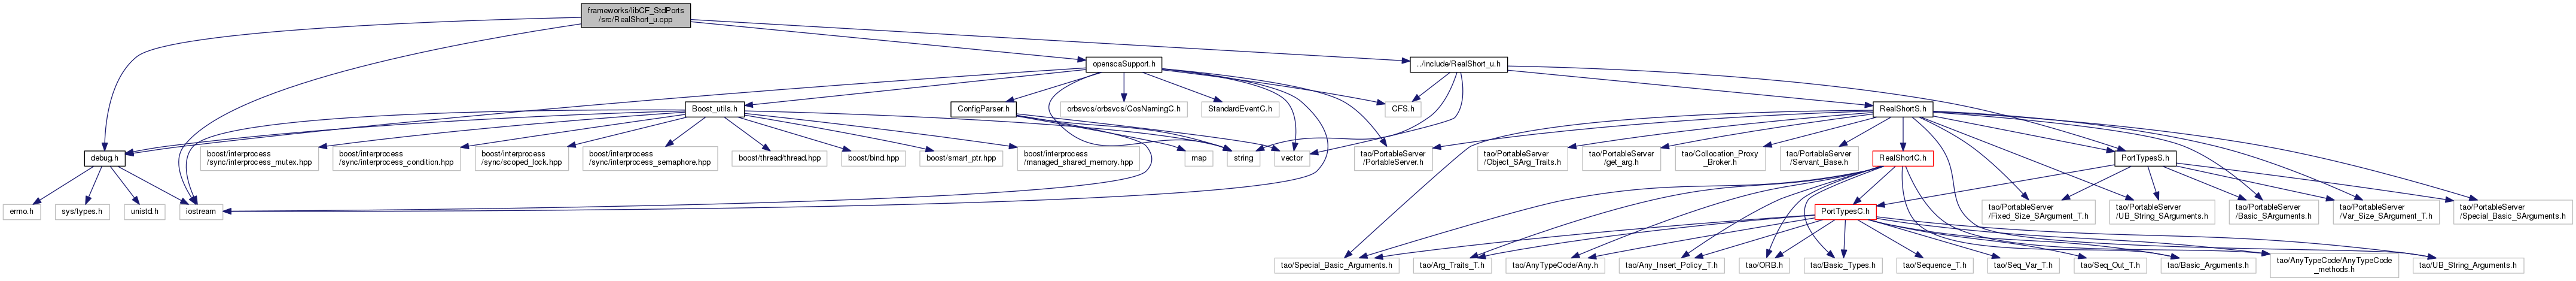 frameworks/libCF_StdPorts
/src/RealShort_u.cpp
openscaSupport.h
../include/RealShort_u.h
Boost_utils.h
ConfigParser.h
orbsvcs/orbsvcs/CosNamingC.h
StandardEventC.h
CFS.h
RealShortS.h
debug.h
boost/interprocess
/sync/interprocess_mutex.hpp
boost/interprocess
/sync/interprocess_condition.hpp
boost/interprocess
/sync/scoped_lock.hpp
boost/interprocess
/sync/interprocess_semaphore.hpp
boost/thread/thread.hpp
boost/bind.hpp
boost/smart_ptr.hpp
boost/interprocess
/managed_shared_memory.hpp
map
string
vector
tao/PortableServer
/PortableServer.h
tao/PortableServer
/Object_SArg_Traits.h
tao/PortableServer
/get_arg.h
tao/Collocation_Proxy
_Broker.h
tao/PortableServer
/Servant_Base.h
RealShortC.h
PortTypesS.h
errno.h
sys/types.h
unistd.h
iostream
PortTypesC.h
tao/PortableServer
/Fixed_Size_SArgument_T.h
tao/PortableServer
/UB_String_SArguments.h
tao/PortableServer
/Basic_SArguments.h
tao/PortableServer
/Var_Size_SArgument_T.h
tao/PortableServer
/Special_Basic_SArguments.h
tao/Special_Basic_Arguments.h
tao/Arg_Traits_T.h
tao/AnyTypeCode/Any.h
tao/Any_Insert_Policy_T.h
tao/ORB.h
tao/Basic_Types.h
tao/Sequence_T.h
tao/Seq_Var_T.h
tao/Seq_Out_T.h
tao/Basic_Arguments.h
tao/AnyTypeCode/AnyTypeCode
_methods.h
tao/UB_String_Arguments.h